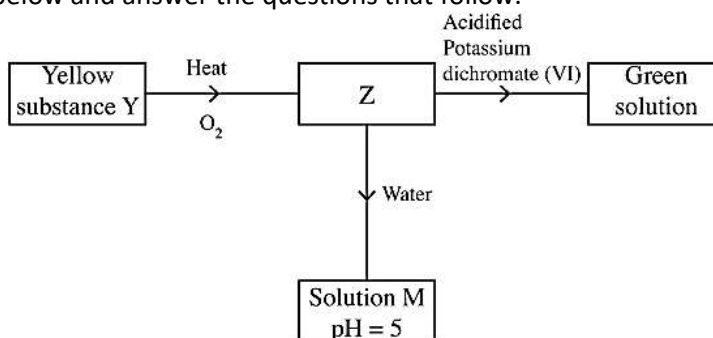 below and answer the questions that follow.
Yellow
substance Y
Heat
O₂
Z
Acidified
Potassium
dichromate (VI)
Green
solution
Water
Solution M
pH = 5